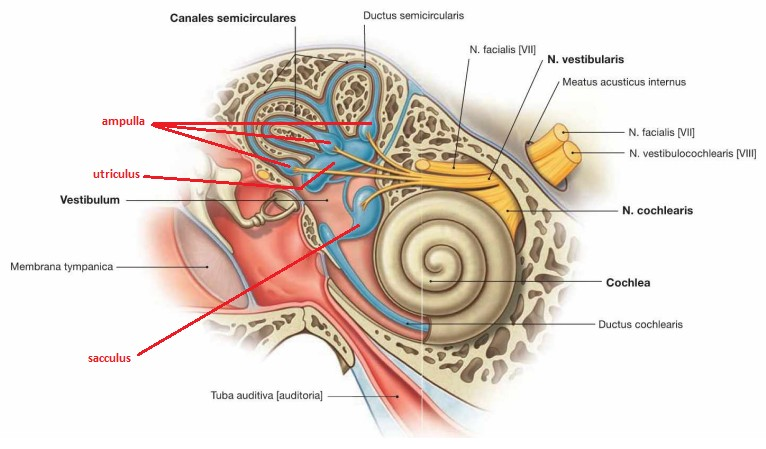 Ductus semicircularis
Canales semicirculares
N. facialis [VII]
N. vestibularis
Meatus acusticus internus
ampulla
N. facialis [VII]
N. vestibulocochlearis [VIII]
utriculus
Vestibulum
N. cochlearis
Membrana tympanica
Cochlea
Ductus cochlearis
sacculus
Tuba auditiva [auditoria]